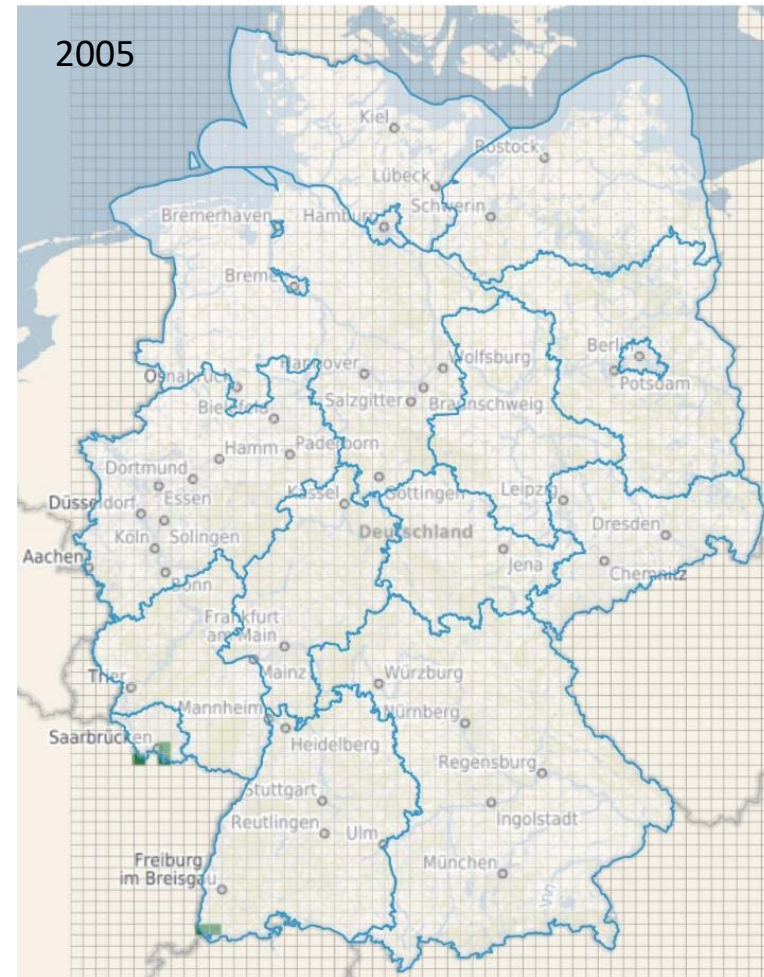 2005
Kiel
Rostock
Lübeck
Schwerin
Bremerhaven
Hamburg
Breme
Berlin
Potsdam
Hannover
Wolfsburg
Osnabrück
Salzgitter
Braunschweig
Bielefeld
Hamm
Paderborn
Dortmund
Essen
Kassel
Göttingen
Leipzig
Düsseldorf
Solingen
Köln
Deutschland
Dresden
Aachen
Jena
Chemnitz
Bonn
Frankfurt
am Main
Mainz
Trier
Würzburg
Mannheim
Nürnberg
Saarbrücken
Heidelberg
Regensburg
Stuttgart
Ingolstadt
Reutlingen
Ulm
Freiburg
im Breisgau
München